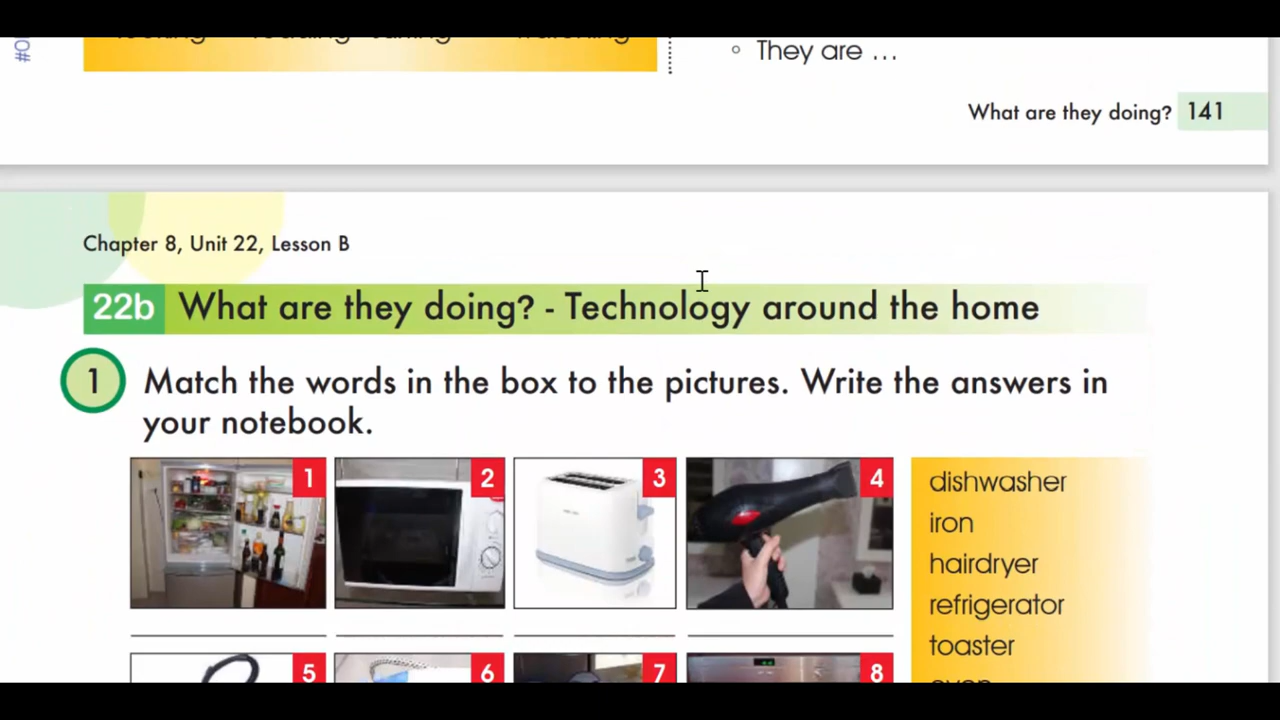 #0
They are …
What are they doing? 141
Chapter 8, Unit 22, Lesson B
22b What are they doing? - Technology around the home
1 Match the words in the box to the pictures. Write the answers in
your notebook.
1 2 3 4
dishwasher
iron
hairdryer
refrigerator
toaster
5 6 7 8